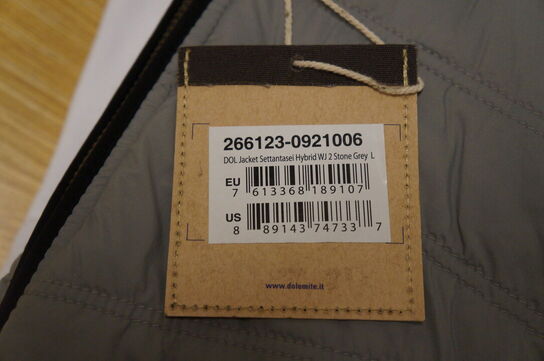 266123-0921006
DOL Jacket Settantasei Hybrid WJ 2 Stone Grey L
EU
7 613368 189107
US
8 89143 74733 7
www.dolomite.it